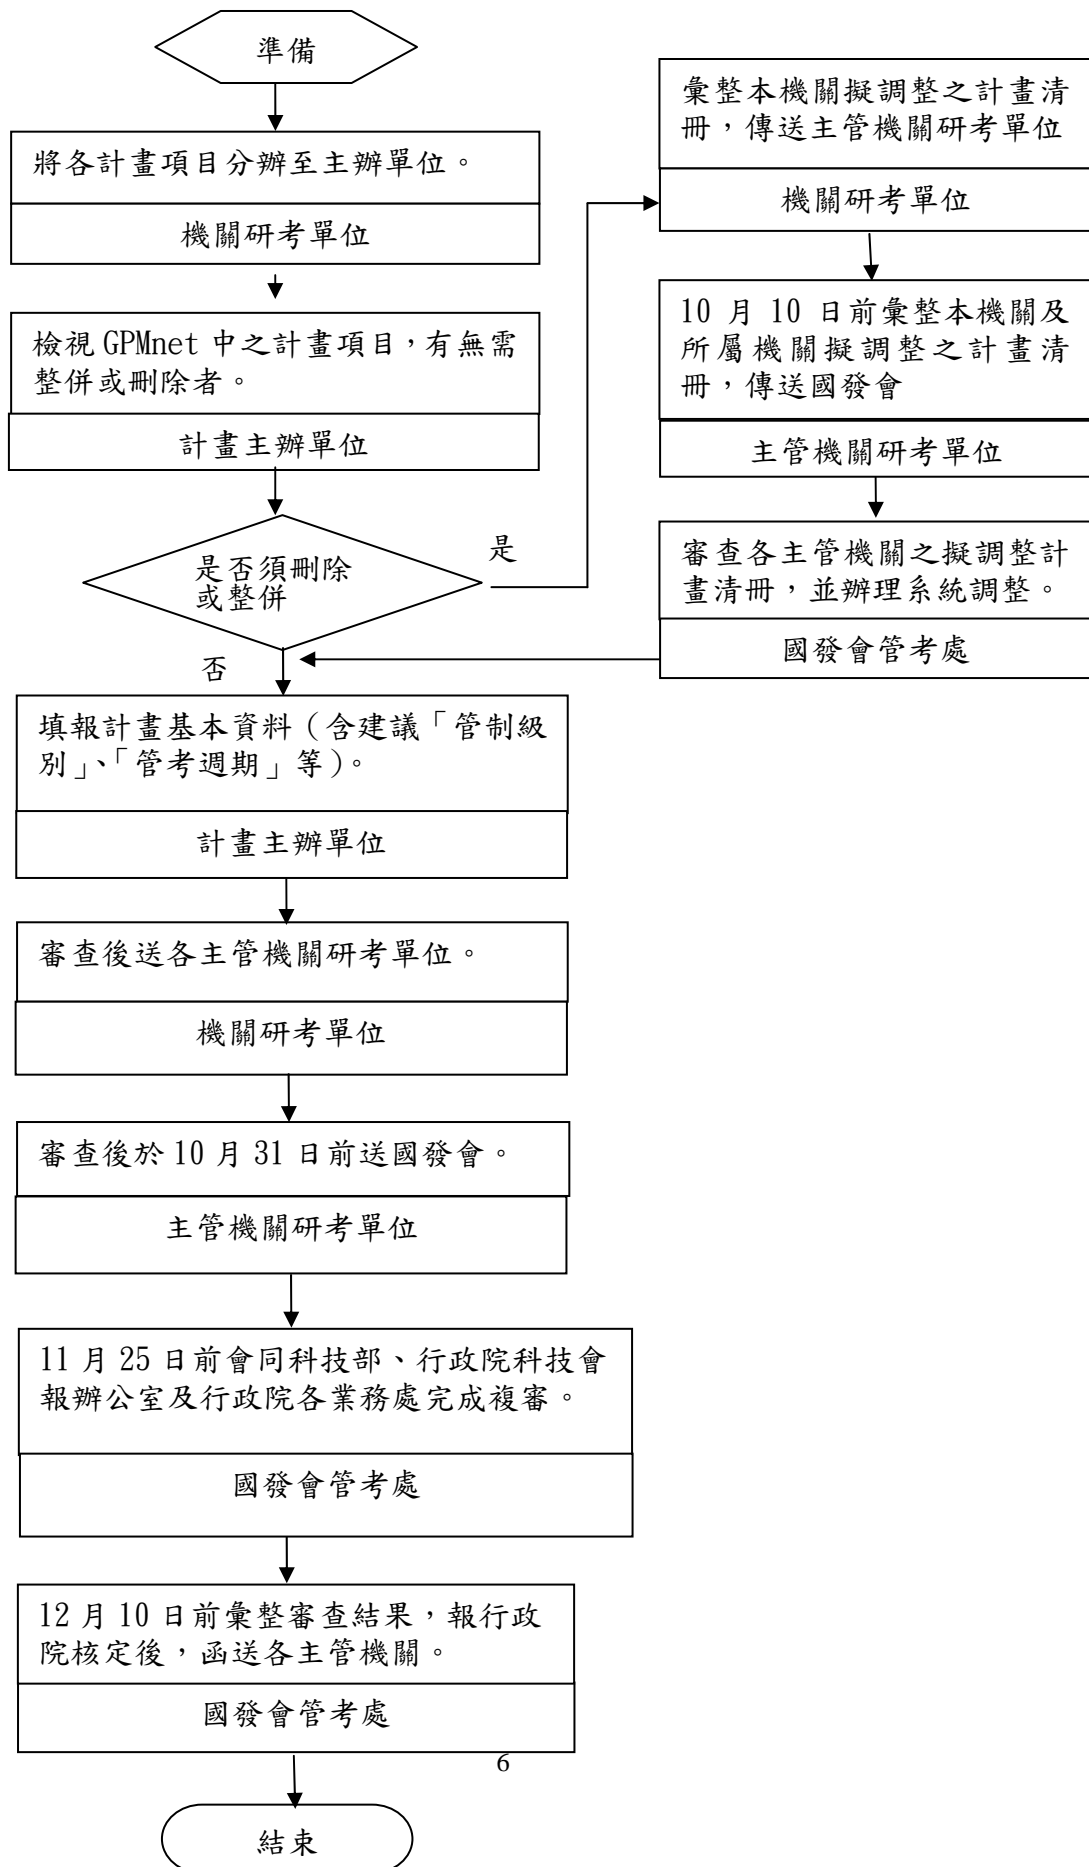 準備
將各計畫項目分辦至主辦單位。
機關研考單位
檢視 GPMnet 中之計畫項目，有無需
整併或刪除者。
計畫主辦單位
是否須刪除
或整併
是
否
彙整本機關擬調整之計畫清
冊，傳送主管機關研考單位
機關研考單位
10 月 10 日前彙整本機關及
所屬機關擬調整之計畫清
冊，傳送國發會
主管機關研考單位
審查各主管機關之擬調整計
畫清冊，並辦理系統調整。
國發會管考處
填報計畫基本資料（含建議「管制級
別」、「管考週期」等）。
計畫主辦單位
審查後送各主管機關研考單位。
機關研考單位
審查後於 10 月 31 日前送國發會。
主管機關研考單位
11 月 25 日前會同科技部、行政院科技會
報辦公室及行政院各業務處完成複審。
國發會管考處
12 月 10 日前彙整審查結果，報行政
院核定後，函送各主管機關。
國發會管考處
6
結束